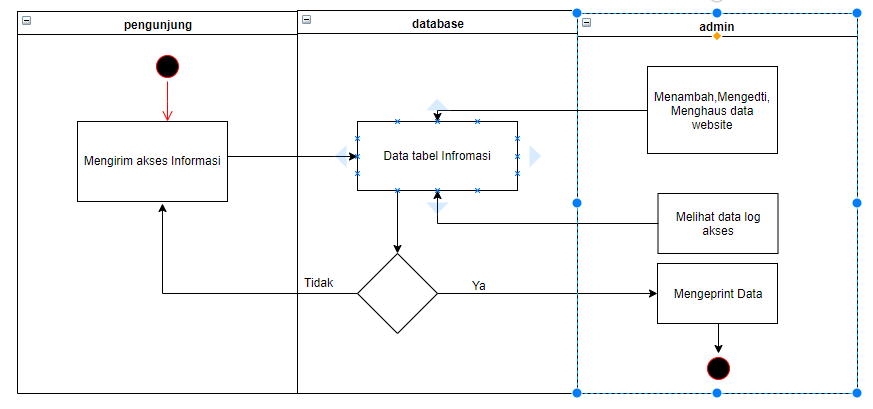 pengunjung
database
admin
Mengirim akses Informasi
Data tabel Infromasi
Menambah,Mengedti,
Menghaus data
website
Melihat data log
akses
Tidak
Ya
Mengeprint Data